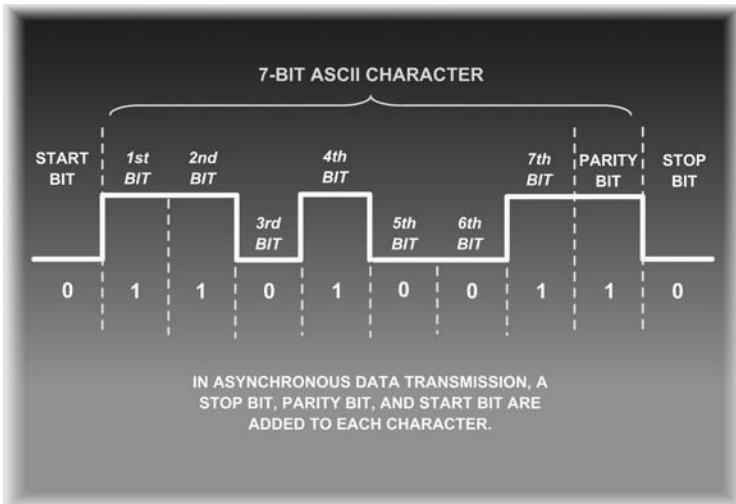 7-BIT ASCII CHARACTER
START
BIT
1st
BIT
2nd
BIT
3rd
BIT
4th
BIT
5th
BIT
6th
BIT
7th
BIT
PARITY
BIT
STOP
BIT
0 1 1 0 1 0 0 1 1 0
IN ASYNCHRONOUS DATA TRANSMISSION, A
STOP BIT, PARITY BIT, AND START BIT ARE
ADDED TO EACH CHARACTER.